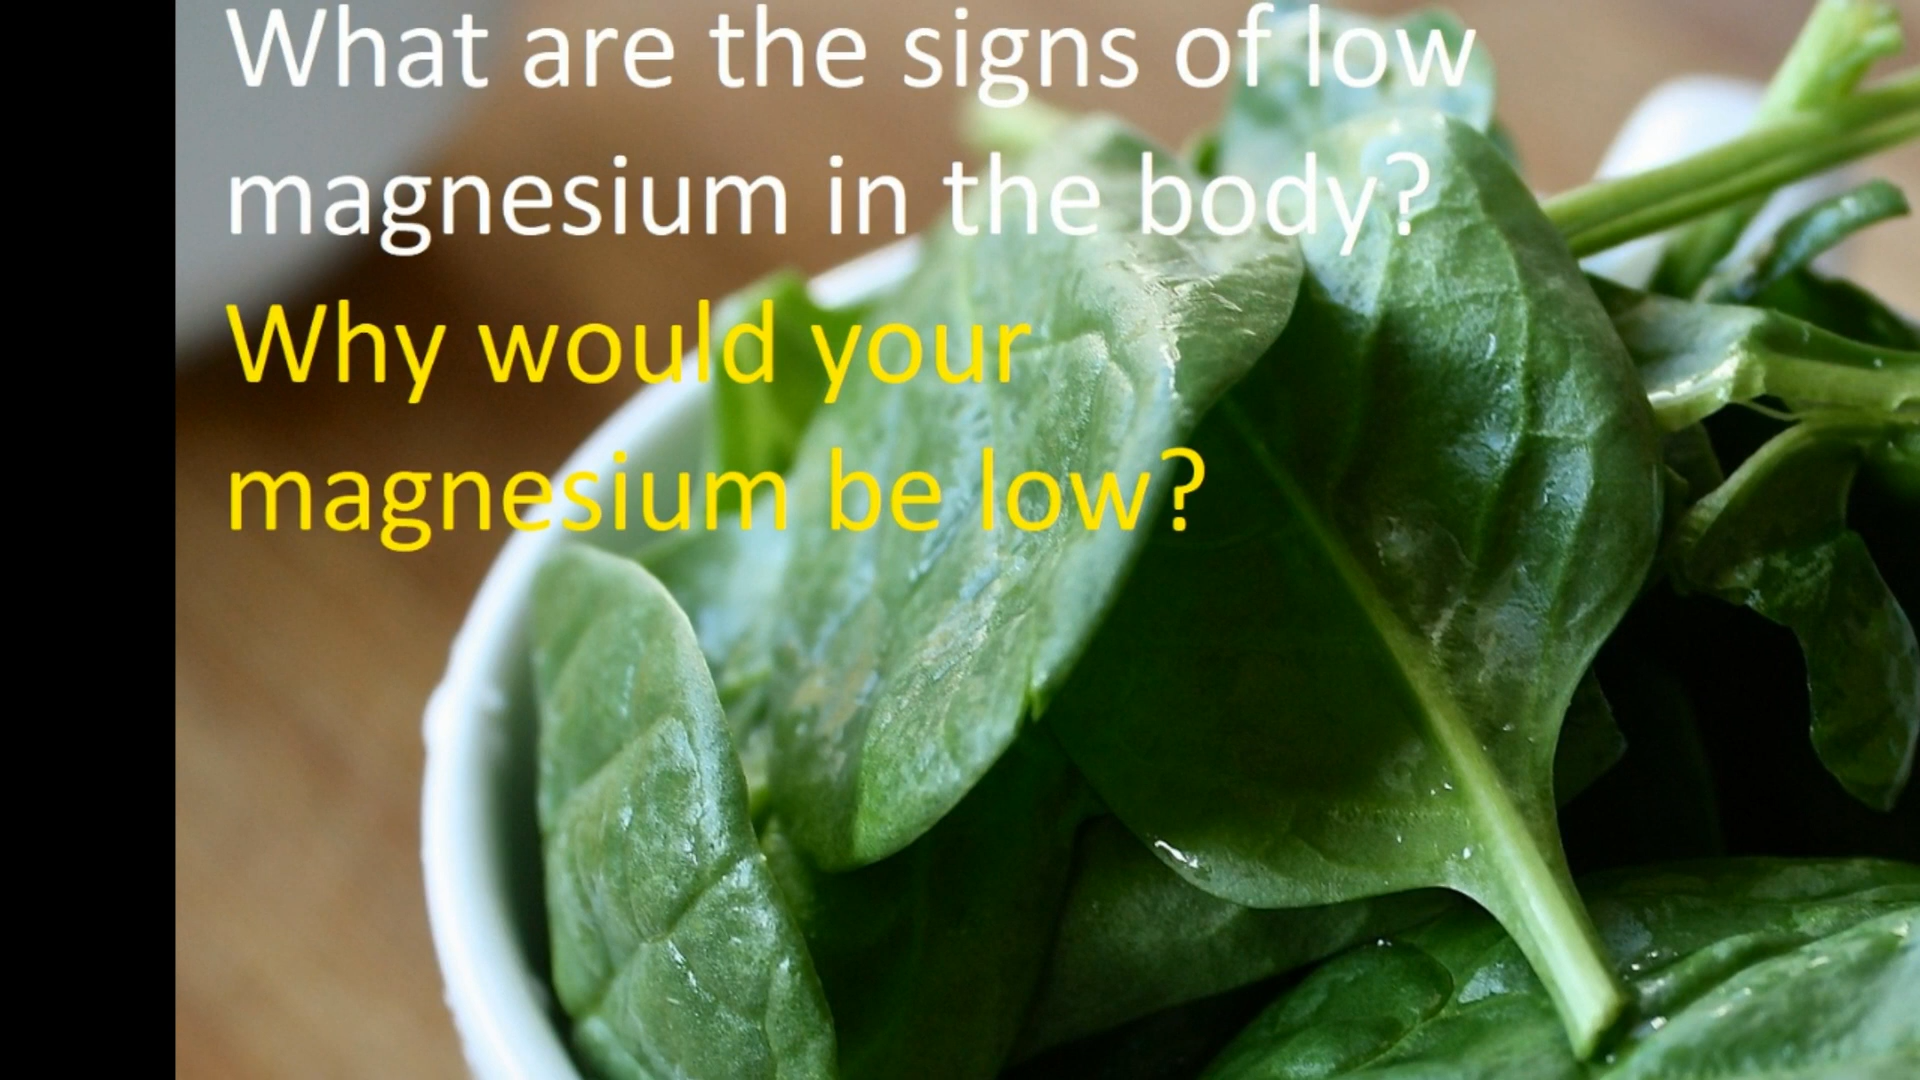 What are the signs of low
magnesium in the body?
Why would your
magnesium be low?